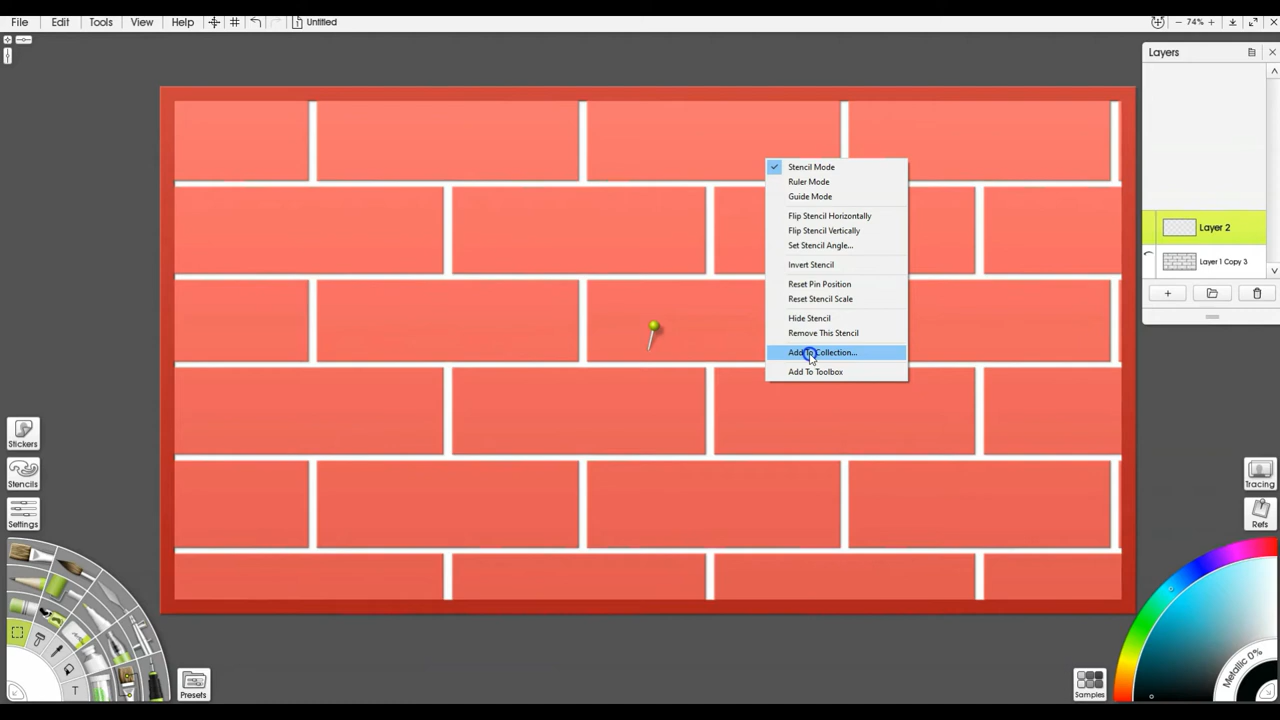 File Edit Tools View Help Untitled 74%
Layers
Stencil Mode
Ruler Mode
Guide Mode
Flip Stencil Horizontally
Flip Stencil Vertically
Set Stencil Angle...
Invert Stencil
Reset Pin Position
Reset Stencil Scale
Hide Stencil
Remove This Stencil
Add To Collection...
Add To Toolbox
Layer 2
Layer 1 Copy 3
Stickers
Stencils
Settings
Tracing
Refs
T
Presets
Samples
Metallic 0%